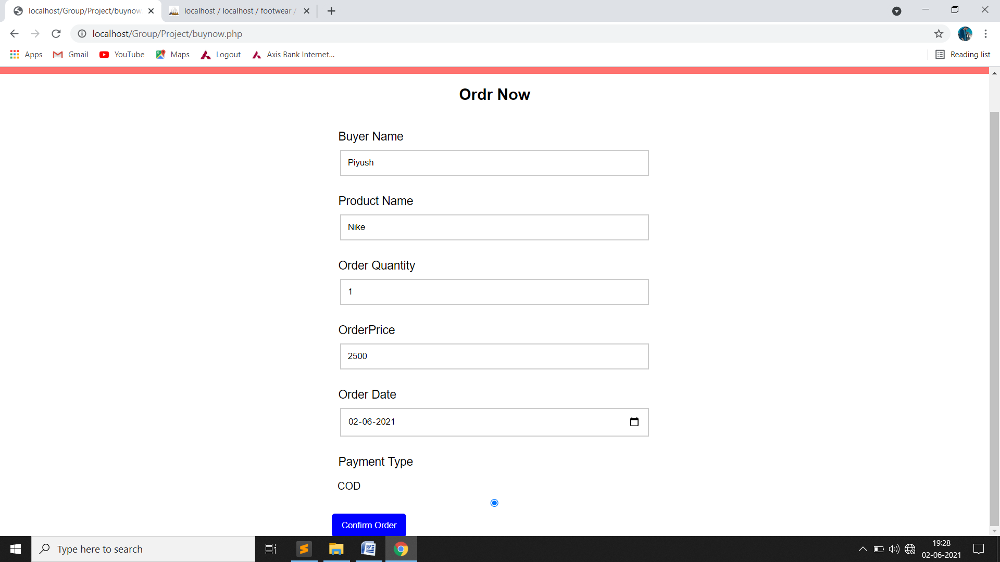 localhost/Group/Project/buynow
localhost / localhost / footwear /
localhost/Group/Project/buynow.php
Apps
Gmail
YouTube
Maps
Logout
Axis Bank Internet...
Reading list
Ordr Now
Buyer Name
Piyush
Product Name
Nike
Order Quantity
1
OrderPrice
2500
Order Date
02-06-2021
Payment Type
COD
Confirm Order
Type here to search
19:28
02-06-2021